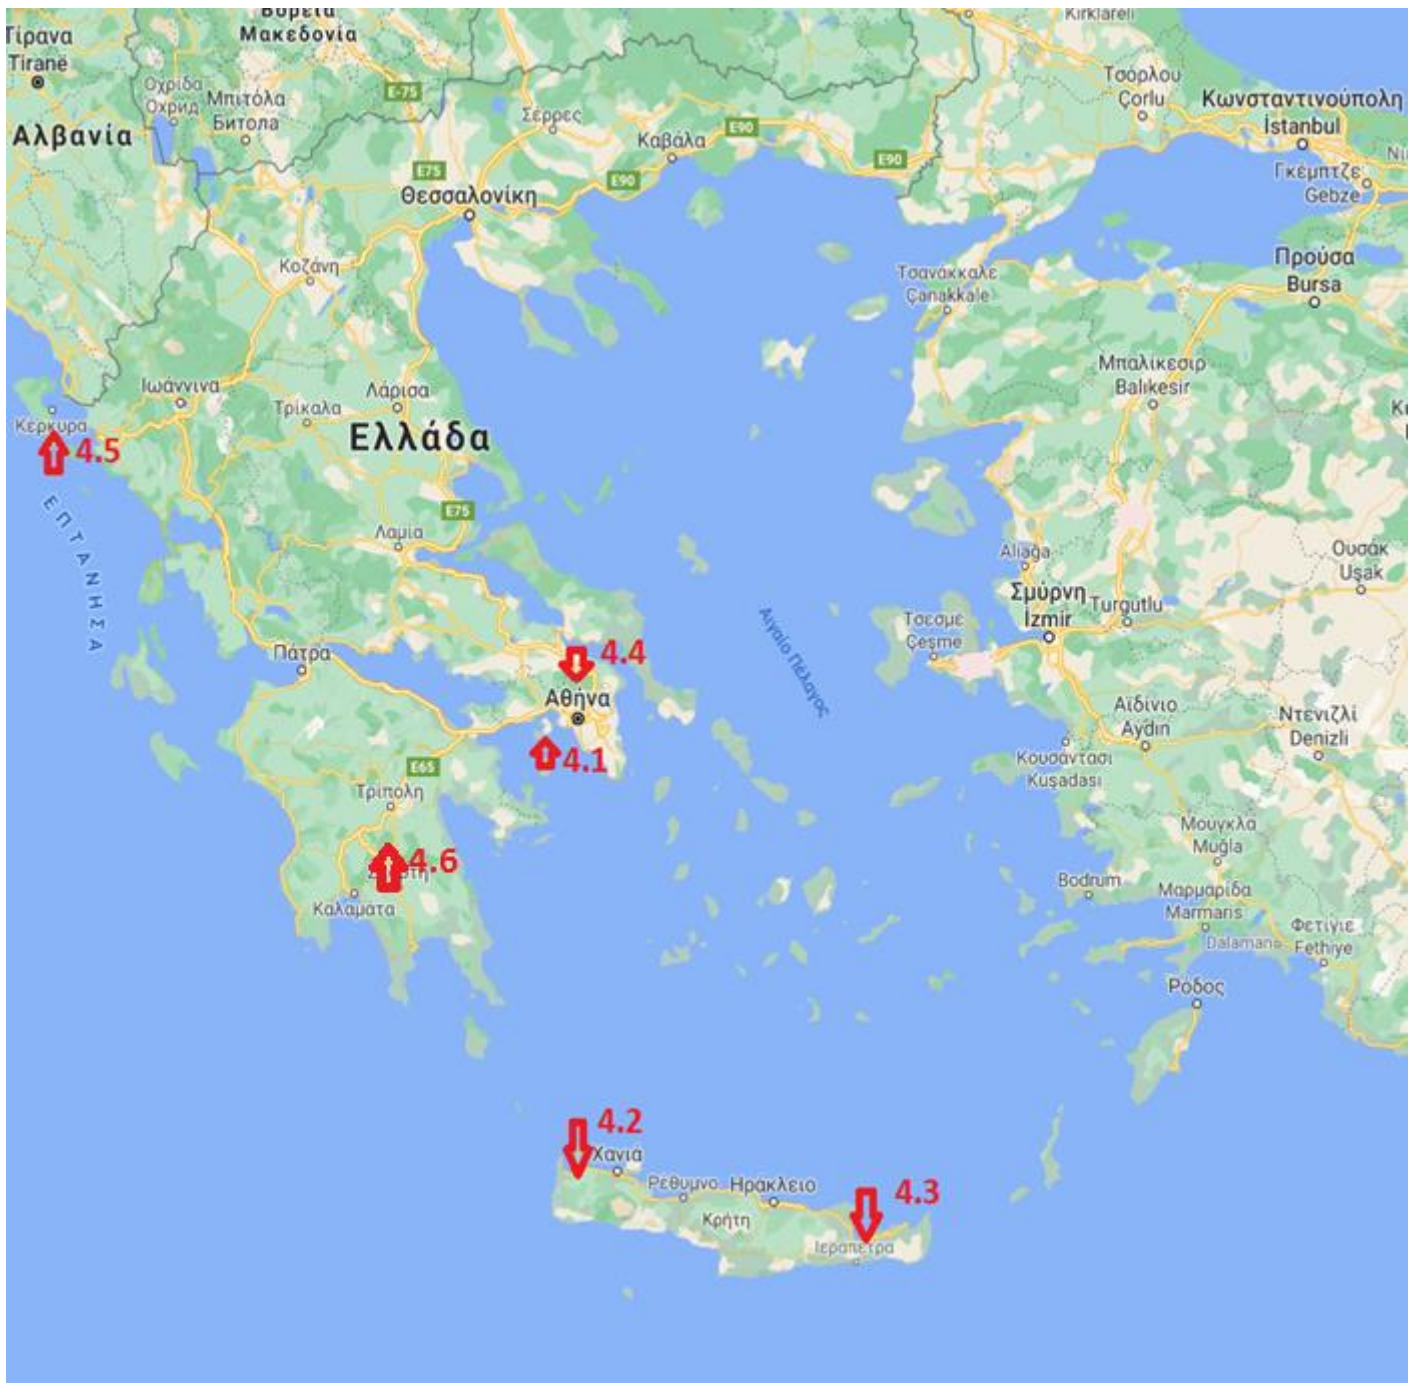 Βόρεια
Μακεδονία
Kırklareli
Τίρανα
Tiranë
Οχρίδα
Охрид
Μπιτόλα
Битола
E-75
Σέρρες
Τσόρλου
Çorlu
Κωνσταντινούπολη
İstanbul
Αλβανία
Καβάλα
E90
E90
E75
E90
Γκέμπτζε
Gebze
Θεσσαλονίκη
Κοζάνη
Τσανάκκαλε
Çanakkale
Προύσα
Bursa
Μπαλίκεσιρ
Balıkesir
Ιωάννινα
Λάρισα
Τρίκαλα
Κέρκυρα
4.5
Ελλάδα
ΕΠΤΑΝΗΣΑ
E75
Λαμία
Aliağa
Ουσάκ
Uşak
Σμύρνη
İzmir
Turgutlu
Τσεσμέ
Çeşme
Αιγαίο Πέλαγος
Πάτρα
4.4
Αθήνα
4.1
Αϊδίνιο
Aydın
Ντενιζλί
Denizli
Κουσάντασι
Kuşadası
E65
Τρίπολη
4.6
Καλαμάτα
Μούγκλα
Muğla
Bodrum
Μαρμαρίδα
Marmaris
Φετίγιε
Fethiye
Dalaman
Ρόδος
4.2
Χανιά
Ρέθυμνο
Ηράκλειο
4.3
Κρήτη
Ιεράπετρα